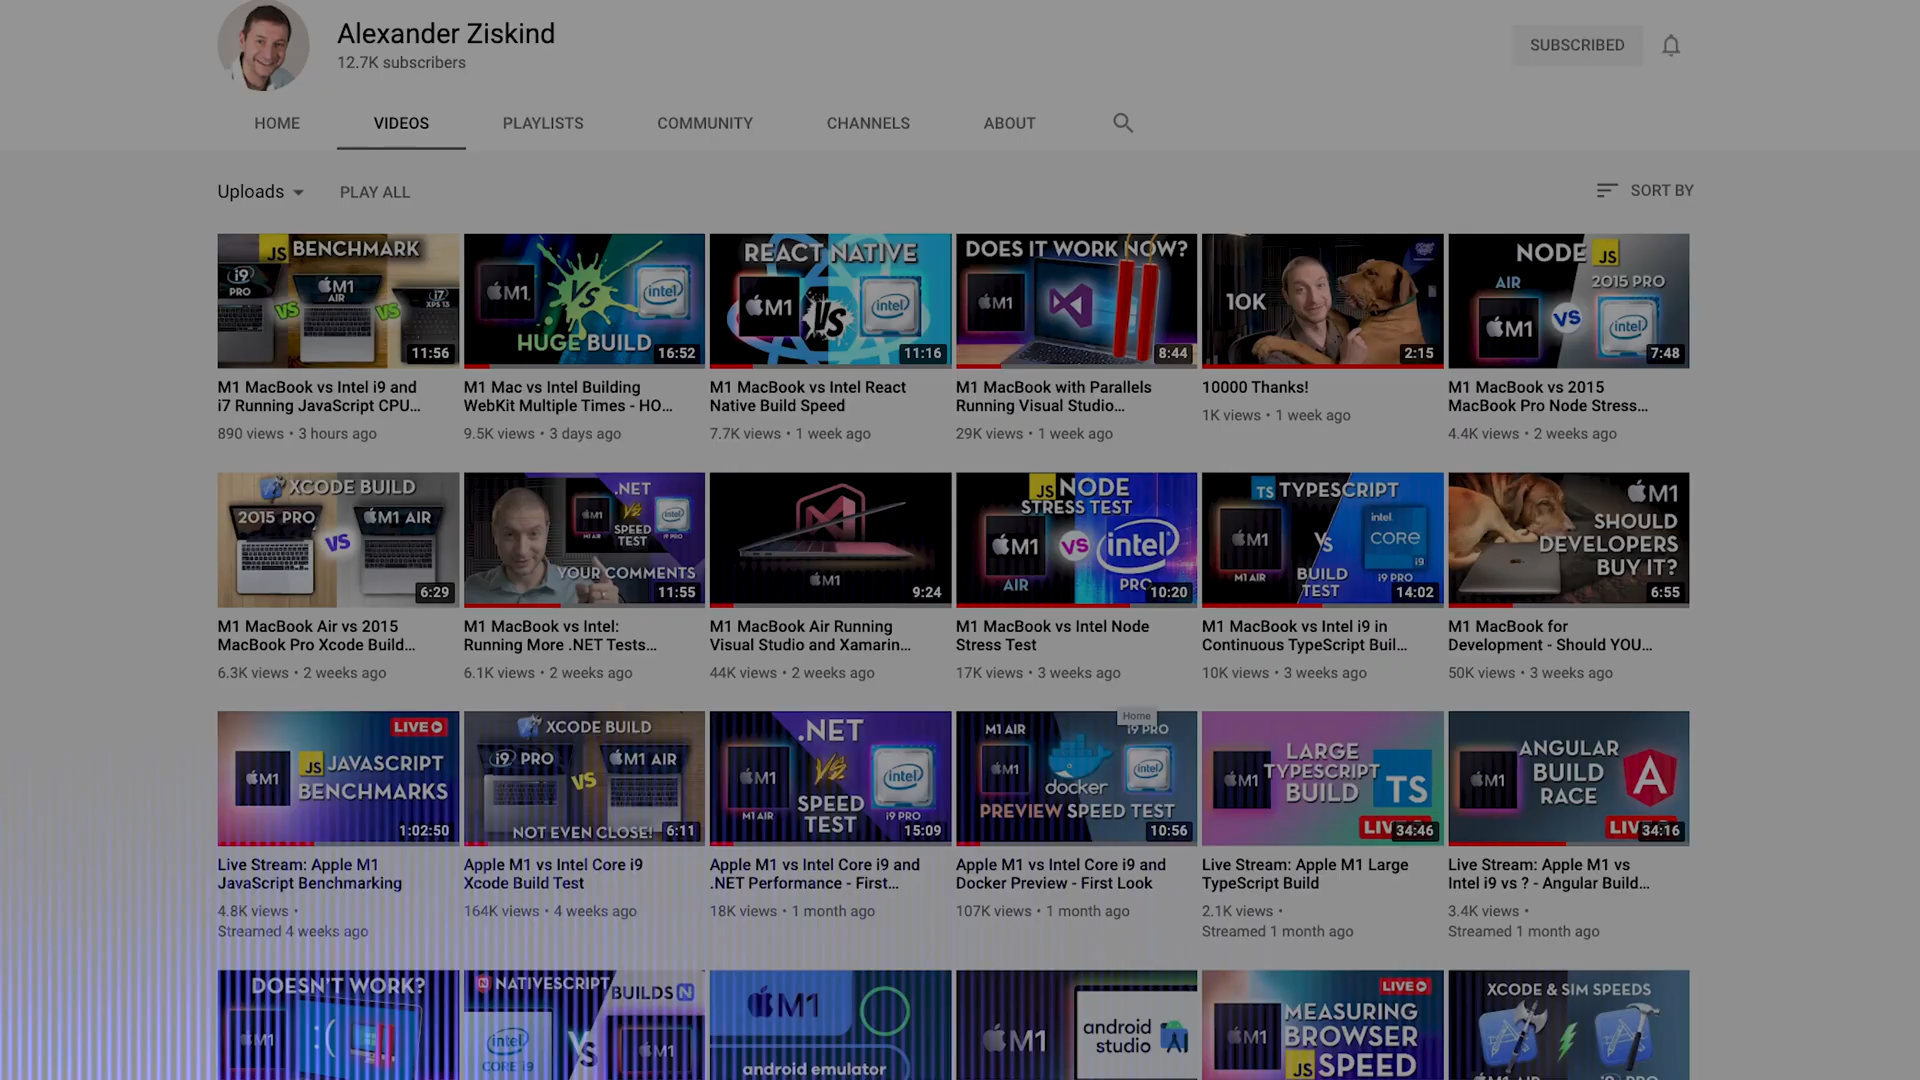 Alexander Ziskind
12.7K subscribers
SUBSCRIBED
HOME
VIDEOS
PLAYLISTS
COMMUNITY
CHANNELS
ABOUT
Uploads
PLAY ALL
SORT BY
JS BENCHMARK
i9
PRO
VS
M1
AIR
VS
i7
XPS 13
11:56
M1
VS
intel
HUGE BUILD
16:52
REACT NATIVE
M1
VS
intel
11:16
DOES IT WORK NOW?
M1
8:44
10K
2:15
NODE JS
AIR
2015 PRO
M1
VS
intel
7:48
M1 MacBook vs Intel i9 and
i7 Running JavaScript CPU...
890 views • 3 hours ago
M1 Mac vs Intel Building
WebKit Multiple Times - HO...
9.5K views • 3 days ago
M1 MacBook vs Intel React
Native Build Speed
7.7K views • 1 week ago
M1 MacBook with Parallels
Running Visual Studio...
29K views • 1 week ago
10000 Thanks!
1K views • 1 week ago
M1 MacBook vs 2015
MacBook Pro Node Stress...
4.4K views • 2 weeks ago
XCODE BUILD
2015 PRO
VS
M1 AIR
6:29
.NET
M1
VS
intel
SPEED
TEST
M1 AIR
i9 PRO
YOUR COMMENTS
11:55
M1
9:24
JS NODE
STRESS TEST
M1
VS
intel
AIR
PRO
10:20
TS TYPESCRIPT
M1
VS
intel
CORE
i9
M1 AIR
BUILD
TEST
i9 PRO
14:02
M1
SHOULD
DEVELOPERS
BUY IT?
6:55
M1 MacBook Air vs 2015
MacBook Pro Xcode Build...
6.3K views • 2 weeks ago
M1 MacBook vs Intel:
Running More .NET Tests...
6.1K views • 2 weeks ago
M1 MacBook Air Running
Visual Studio and Xamarin...
44K views • 2 weeks ago
M1 MacBook vs Intel Node
Stress Test
17K views • 3 weeks ago
M1 MacBook vs Intel i9 in
Continuous TypeScript Buil...
10K views • 3 weeks ago
M1 MacBook for
Development - Should YOU...
50K views • 3 weeks ago
LIVE
M1
JS JAVASCRIPT
BENCHMARKS
1:02:50
XCODE BUILD
i9 PRO
VS
M1 AIR
NOT EVEN CLOSE!
6:11
.NET
M1
VS
intel
M1 AIR
SPEED
TEST
i9 PRO
15:09
Home
M1 AIR
i9 PRO
M1
docker
intel
PREVIEW SPEED TEST
10:56
M1
LARGE
TYPESCRIPT
BUILD
TS
LIVE
34:46
M1
ANGULAR
BUILD
RACE
A
LIVE
34:16
Live Stream: Apple M1
JavaScript Benchmarking
4.8K views •
Streamed 4 weeks ago
Apple M1 vs Intel Core i9
Xcode Build Test
164K views • 4 weeks ago
Apple M1 vs Intel Core i9 and
.NET Performance - First...
18K views • 1 month ago
Apple M1 vs Intel Core i9 and
Docker Preview - First Look
107K views • 1 month ago
Live Stream: Apple M1 Large
TypeScript Build
2.1K views •
Streamed 1 month ago
Live Stream: Apple M1 vs
Intel i9 vs ? - Angular Build...
3.4K views •
Streamed 1 month ago
DOESN'T WORK?
M1
:(
N NATIVESCRIPT
BUILDS N
intel
CORE i9
VS
M1
M1
android emulator
M1
android
studio
LIVE
M1
MEASURING
BROWSER
JS SPEED
XCODE & SIM SPEEDS
M1 AIR
i9 PRO